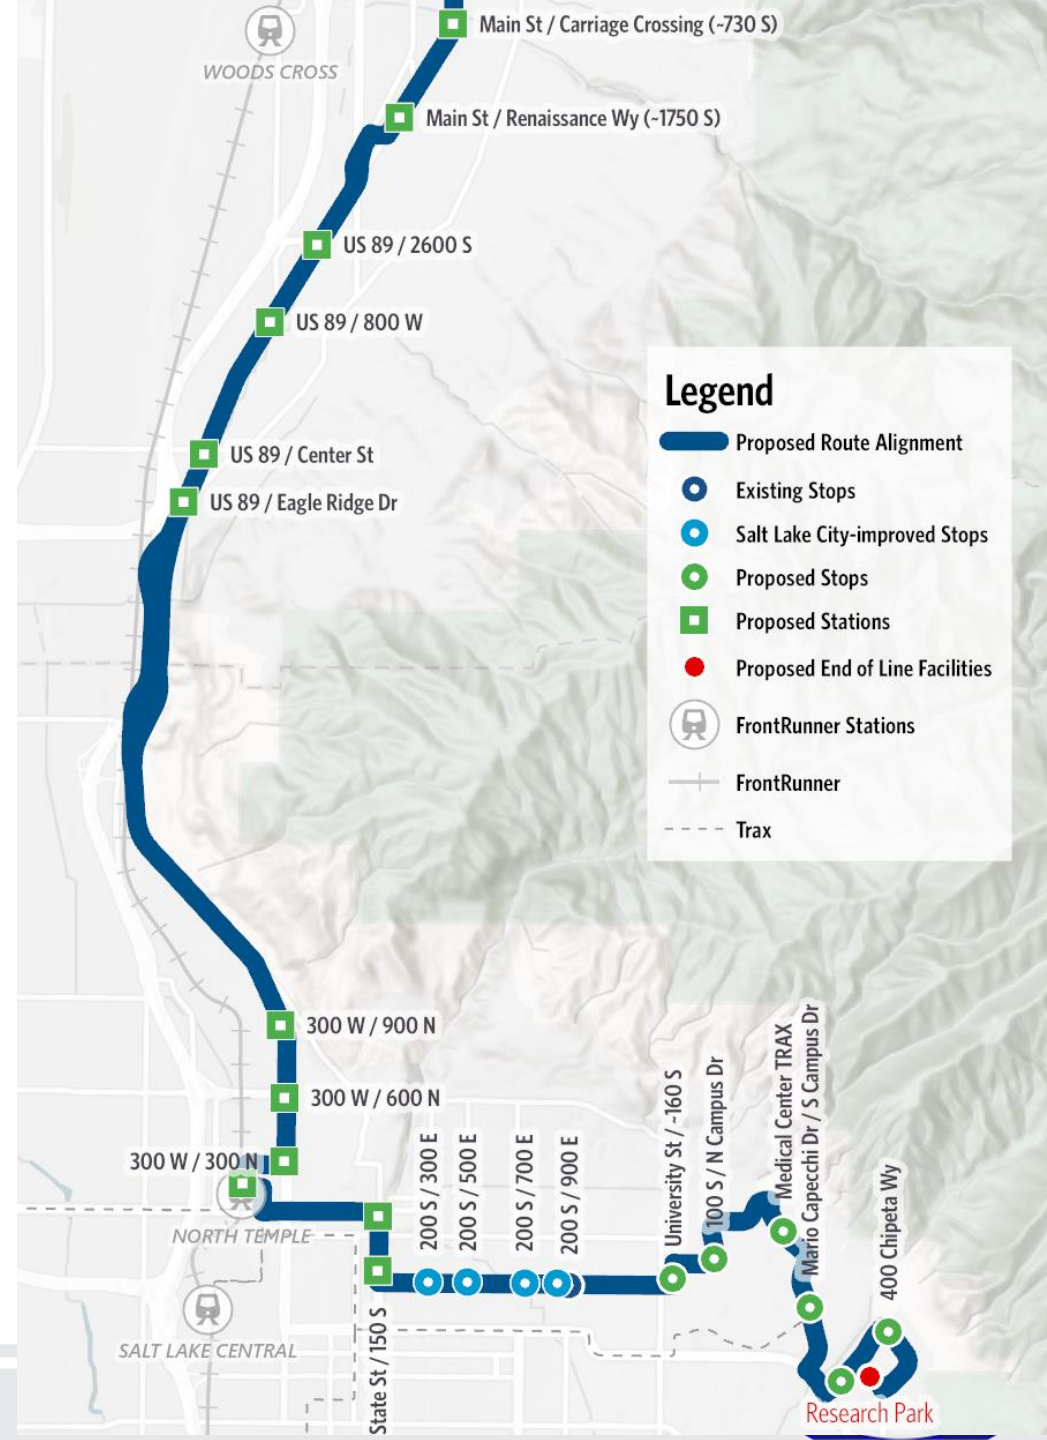 Main St / Carriage Crossing (~730 S)
WOODS CROSS
Main St / Renaissance Wy (~1750 S)
US 89 / 2600 S
US 89 / 800 W
US 89 / Center St
US 89 / Eagle Ridge Dr
Legend
Proposed Route Alignment
Existing Stops
Salt Lake City-improved Stops
Proposed Stops
Proposed Stations
Proposed End of Line Facilities
FrontRunner Stations
FrontRunner
Trax
300 W / 900 N
300 W / 600 N
300 W / 300 N
NORTH TEMPLE
SALT LAKE CENTRAL
State St / 150 S
200 S / 300 E
200 S / 500 E
200 S / 700 E
200 S / 900 E
University St / ~160 S
100 S / N Campus Dr
Medical Center TRAX
Mario Capecchi Dr / S Campus Dr
400 Chipeta Wy
Research Park